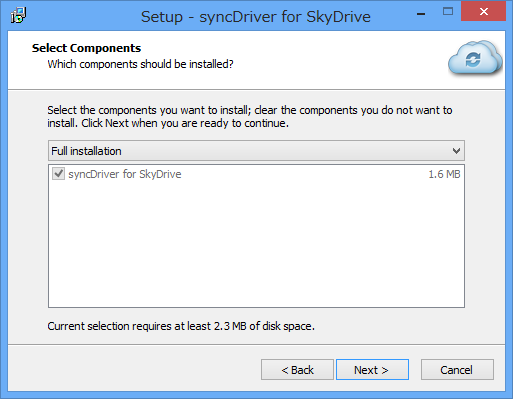 Setup - syncDriver for SkyDrive
Select Components
Which components should be installed?
Select the components you want to install; clear the components you do not want to
install. Click Next when you are ready to continue.
Full installation
syncDriver for SkyDrive 1.6 MB
Current selection requires at least 2.3 MB of disk space.
< Back Next > Cancel